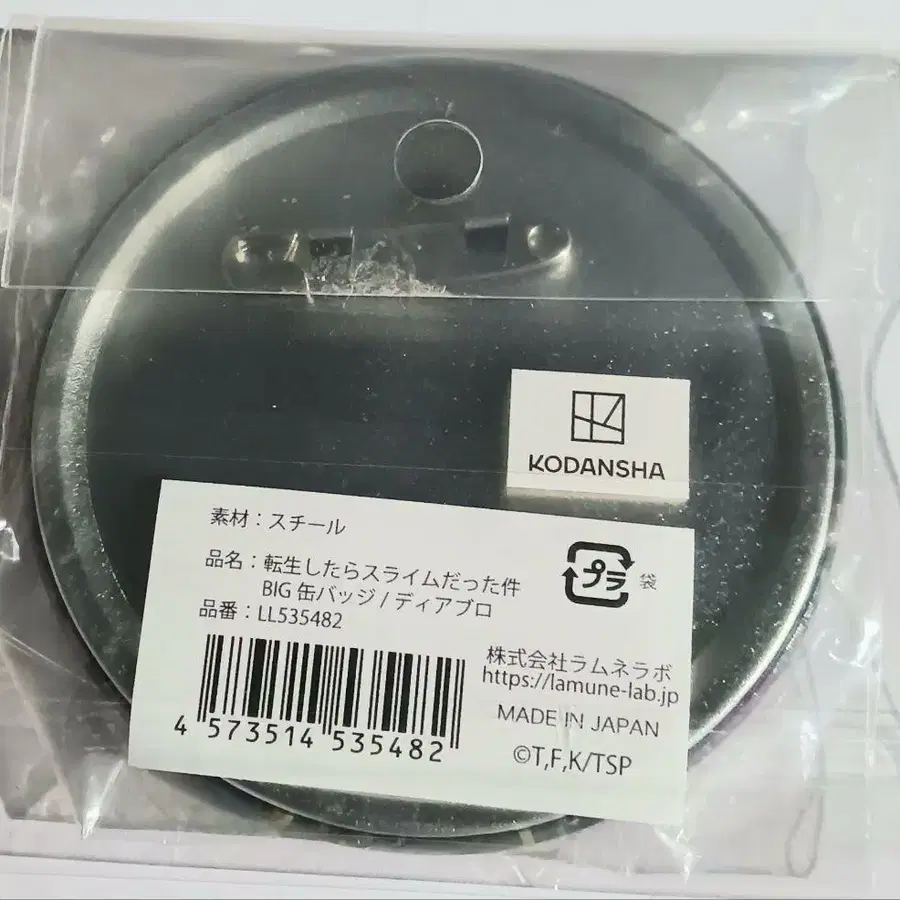 KODANSHA
素材：スチール
品名：転生したらスライムだった件
BIG 缶バッジ / ディアブロ
品番：LL535482
プラ 袋
4 573514 535482
株式会社ラムネラボ
https://lamune-lab.jp
MADE IN JAPAN
©T,F,K/TSP